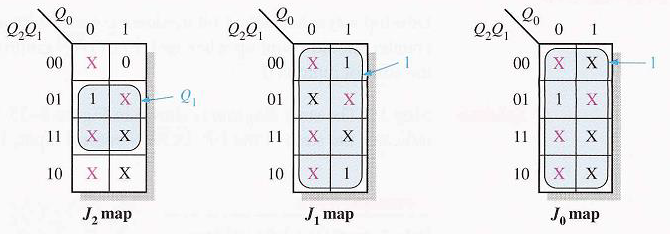 Q₀
Q₂Q₁ 0 1
00 X 0
01 1 X Q₁
11 X X
10 X X
J₂ map
Q₀
Q₂Q₁ 0 1
00 X 1 1
01 X X
11 X X
10 X 1
J₁ map
Q₀
Q₂Q₁ 0 1
00 X X 1
01 1 X
11 X X
10 X X
J₀ map